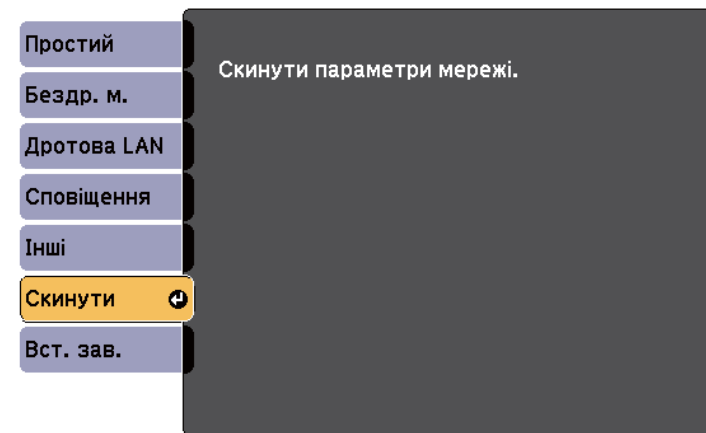 Простий
Бездр. м.
Дротова LAN
Сповіщення
Інші
Скинути
Вст. зав.
Скинути параметри мережі.